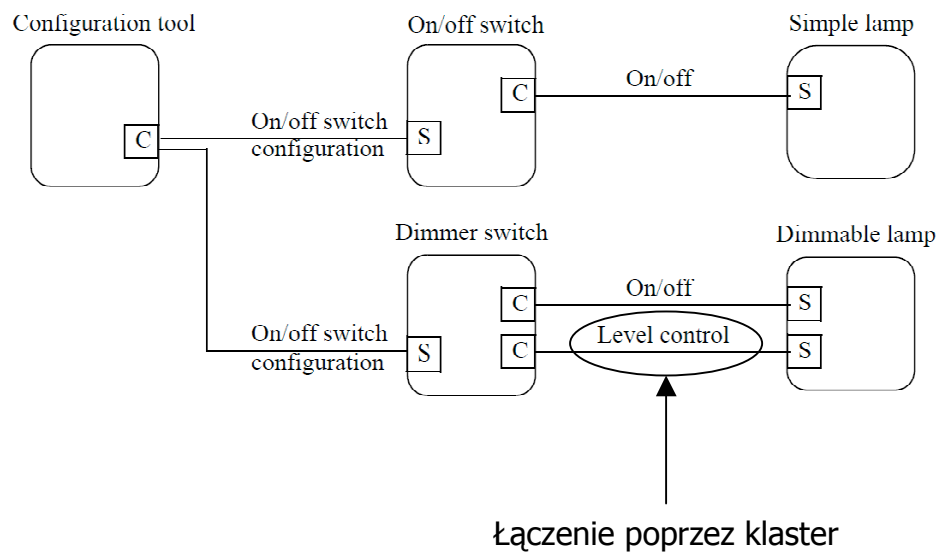 Configuration tool
On/off switch
Simple lamp
C
On/off switch
configuration
S
C
On/off
S
Dimmer switch
Dimmable lamp
On/off switch
configuration
S
C
On/off
S
C
Level control
S
Łączenie poprzez klaster